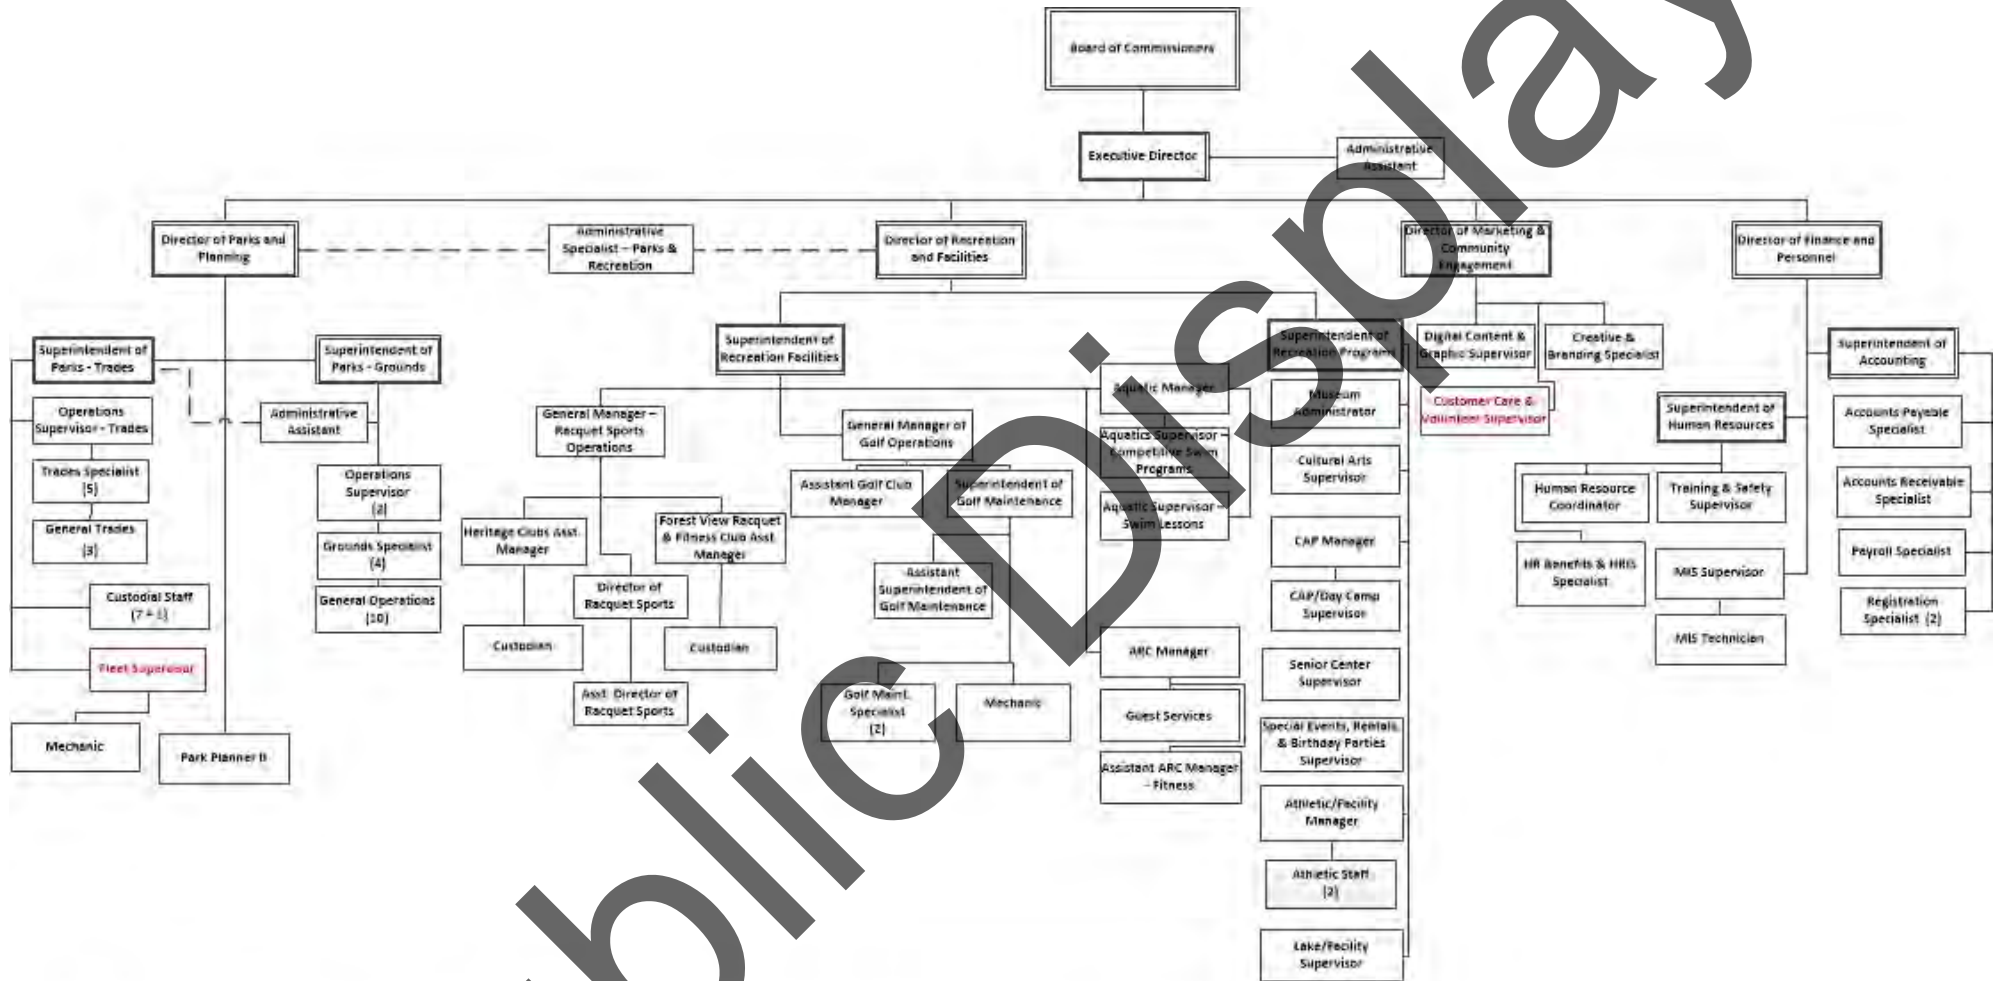 Board of Commissioners
Executive Director
Administrative
Assistant
Director of Parks and
Planning
Administrative
Specialist – Parks &
Recreation
Director of Recreation
and Facilities
Director of Marketing &
Community
Engagement
Director of Finance and
Personnel
Superintendent of
Parks - Trades
Superintendent of
Parks - Grounds
Operations
Supervisor - Trades
Administrative
Assistant
Trades Specialist
(5)
General Trades
(3)
Custodial Staff
Fleet Supervisor
Mechanic
Park Planner II
Operations
Supervisor
(2)
Grounds Specialist
(4)
General Operations
(10)
Superintendent of
Recreation Facilities
General Manager –
Racquet Sports
Operations
Heritage Clubs Asst.
Manager
Forest View Racquet
& Fitness Club Asst.
Manager
Director of
Racquet Sports
Custodian
Custodian
Asst. Director of
Racquet Sports
General Manager of
Golf Operations
Assistant Golf Club
Manager
Superintendent of
Golf Maintenance
Assistant
Superintendent of
Golf Maintenance
Golf Maint.
Specialist
(2)
Mechanic
Aquatic Manager
Aquatics Supervisor –
Competitive Swim
Programs
Aquatic Supervisor –
Swim Lessons
ARC Manager
Guest Services
Assistant ARC Manager
- Fitness
Superintendent of
Recreation Programs
Museum
Administrator
Cultural Arts
Supervisor
CAP Manager
CAP/Day Camp
Supervisor
Senior Center
Supervisor
Special Events, Rentals,
& Birthday Parties
Supervisor
Athletic/Facility
Manager
Athletic Staff
(2)
Lake/Facility
Supervisor
Digital Content &
Graphic Supervisor
Creative &
Branding Specialist
Customer Care &
Volunteer Supervisor
Superintendent of
Human Resources
Human Resource
Coordinator
Training & Safety
Supervisor
HR Benefits & HRIS
Specialist
MIS Supervisor
MIS Technician
Superintendent of
Accounting
Accounts Payable
Specialist
Accounts Receivable
Specialist
Payroll Specialist
Registration
Specialist (2)
blic Display